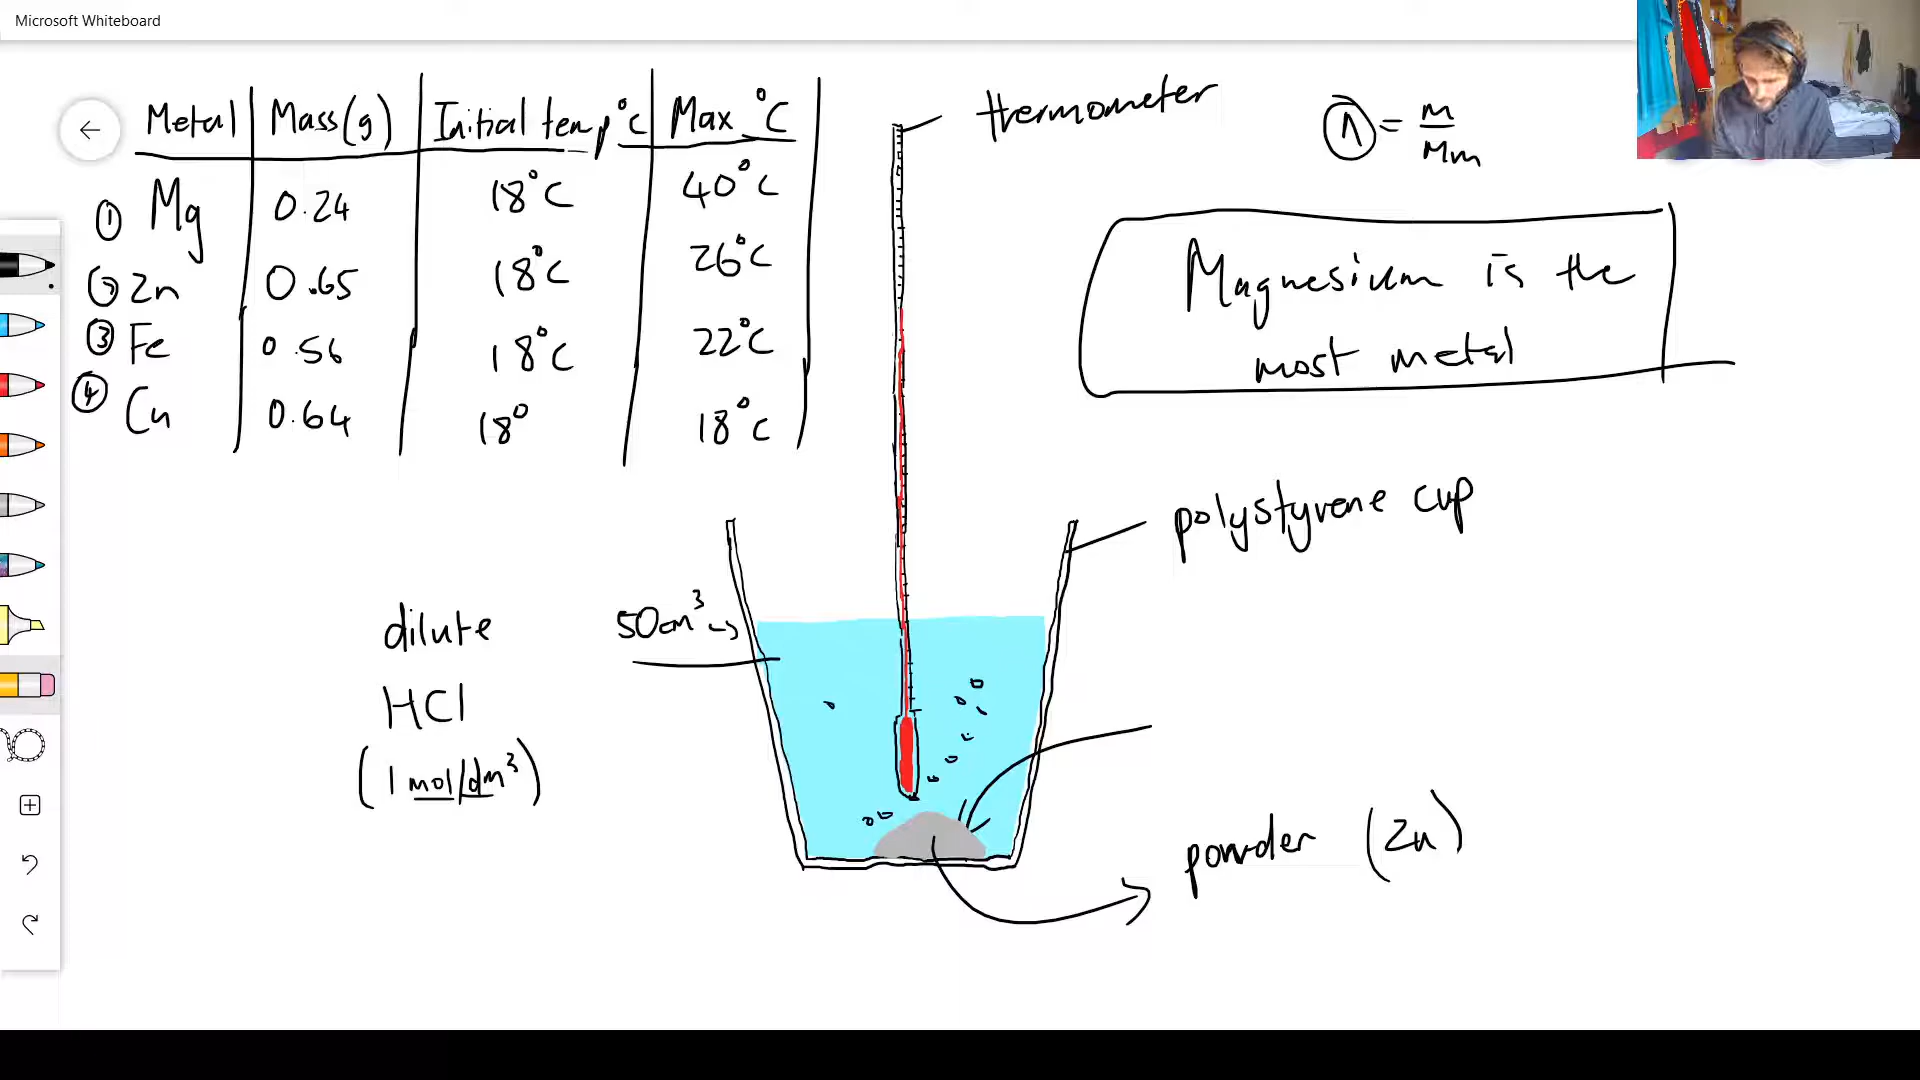 Microsoft Whiteboard
Metal Mass(g) Initial temp °C Max °C
① Mg 0.24 18°C 40°C
② Zn 0.65 18°C 26°C
③ Fe 0.56 18°C 22°C
④ Cu 0.64 18° 18°C
thermometer
n = m/Mm
Magnesium is the
most metal
polystyrene cup
50cm³
dilute
HCl
(1 mol/dm³)
powder (Zn)